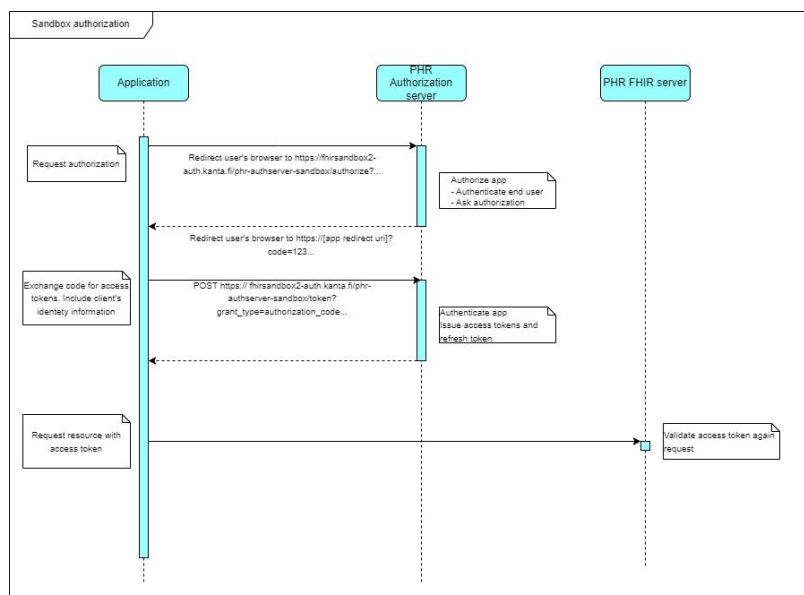 Sandbox authorization
Application
PHR
Authorization
server
PHR FHIR server
Request authorization
Redirect user's browser to https://fhirsandbox2-
auth.kanta.fi/phr-authserver-sandbox/authorize?...
Authorize app
- Authenticate end user
- Ask authorization
Redirect user's browser to https://[app redirect uri]?
code=123...
Exchange code for access
tokens. Include client's
identety information
POST https:// fhirsandbox2-auth.kanta.fi/phr-
authserver-sandbox/token?
grant_type=authorization_code...
Authenticate app
Issue access tokens and
refresh token
Request resource with
access token
Validate access token again
request